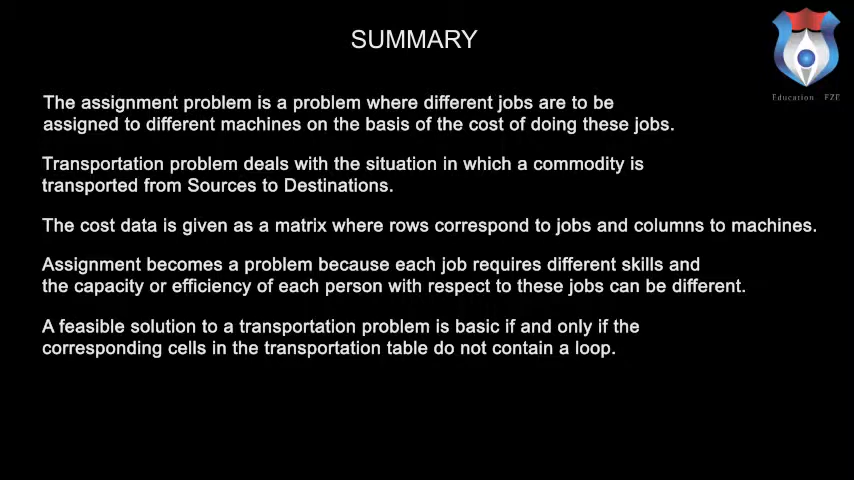 SUMMARY
Education FZE
The assignment problem is a problem where different jobs are to be
assigned to different machines on the basis of the cost of doing these jobs.
Transportation problem deals with the situation in which a commodity is
transported from Sources to Destinations.
The cost data is given as a matrix where rows correspond to jobs and columns to machines.
Assignment becomes a problem because each job requires different skills and
the capacity or efficiency of each person with respect to these jobs can be different.
A feasible solution to a transportation problem is basic if and only if the
corresponding cells in the transportation table do not contain a loop.